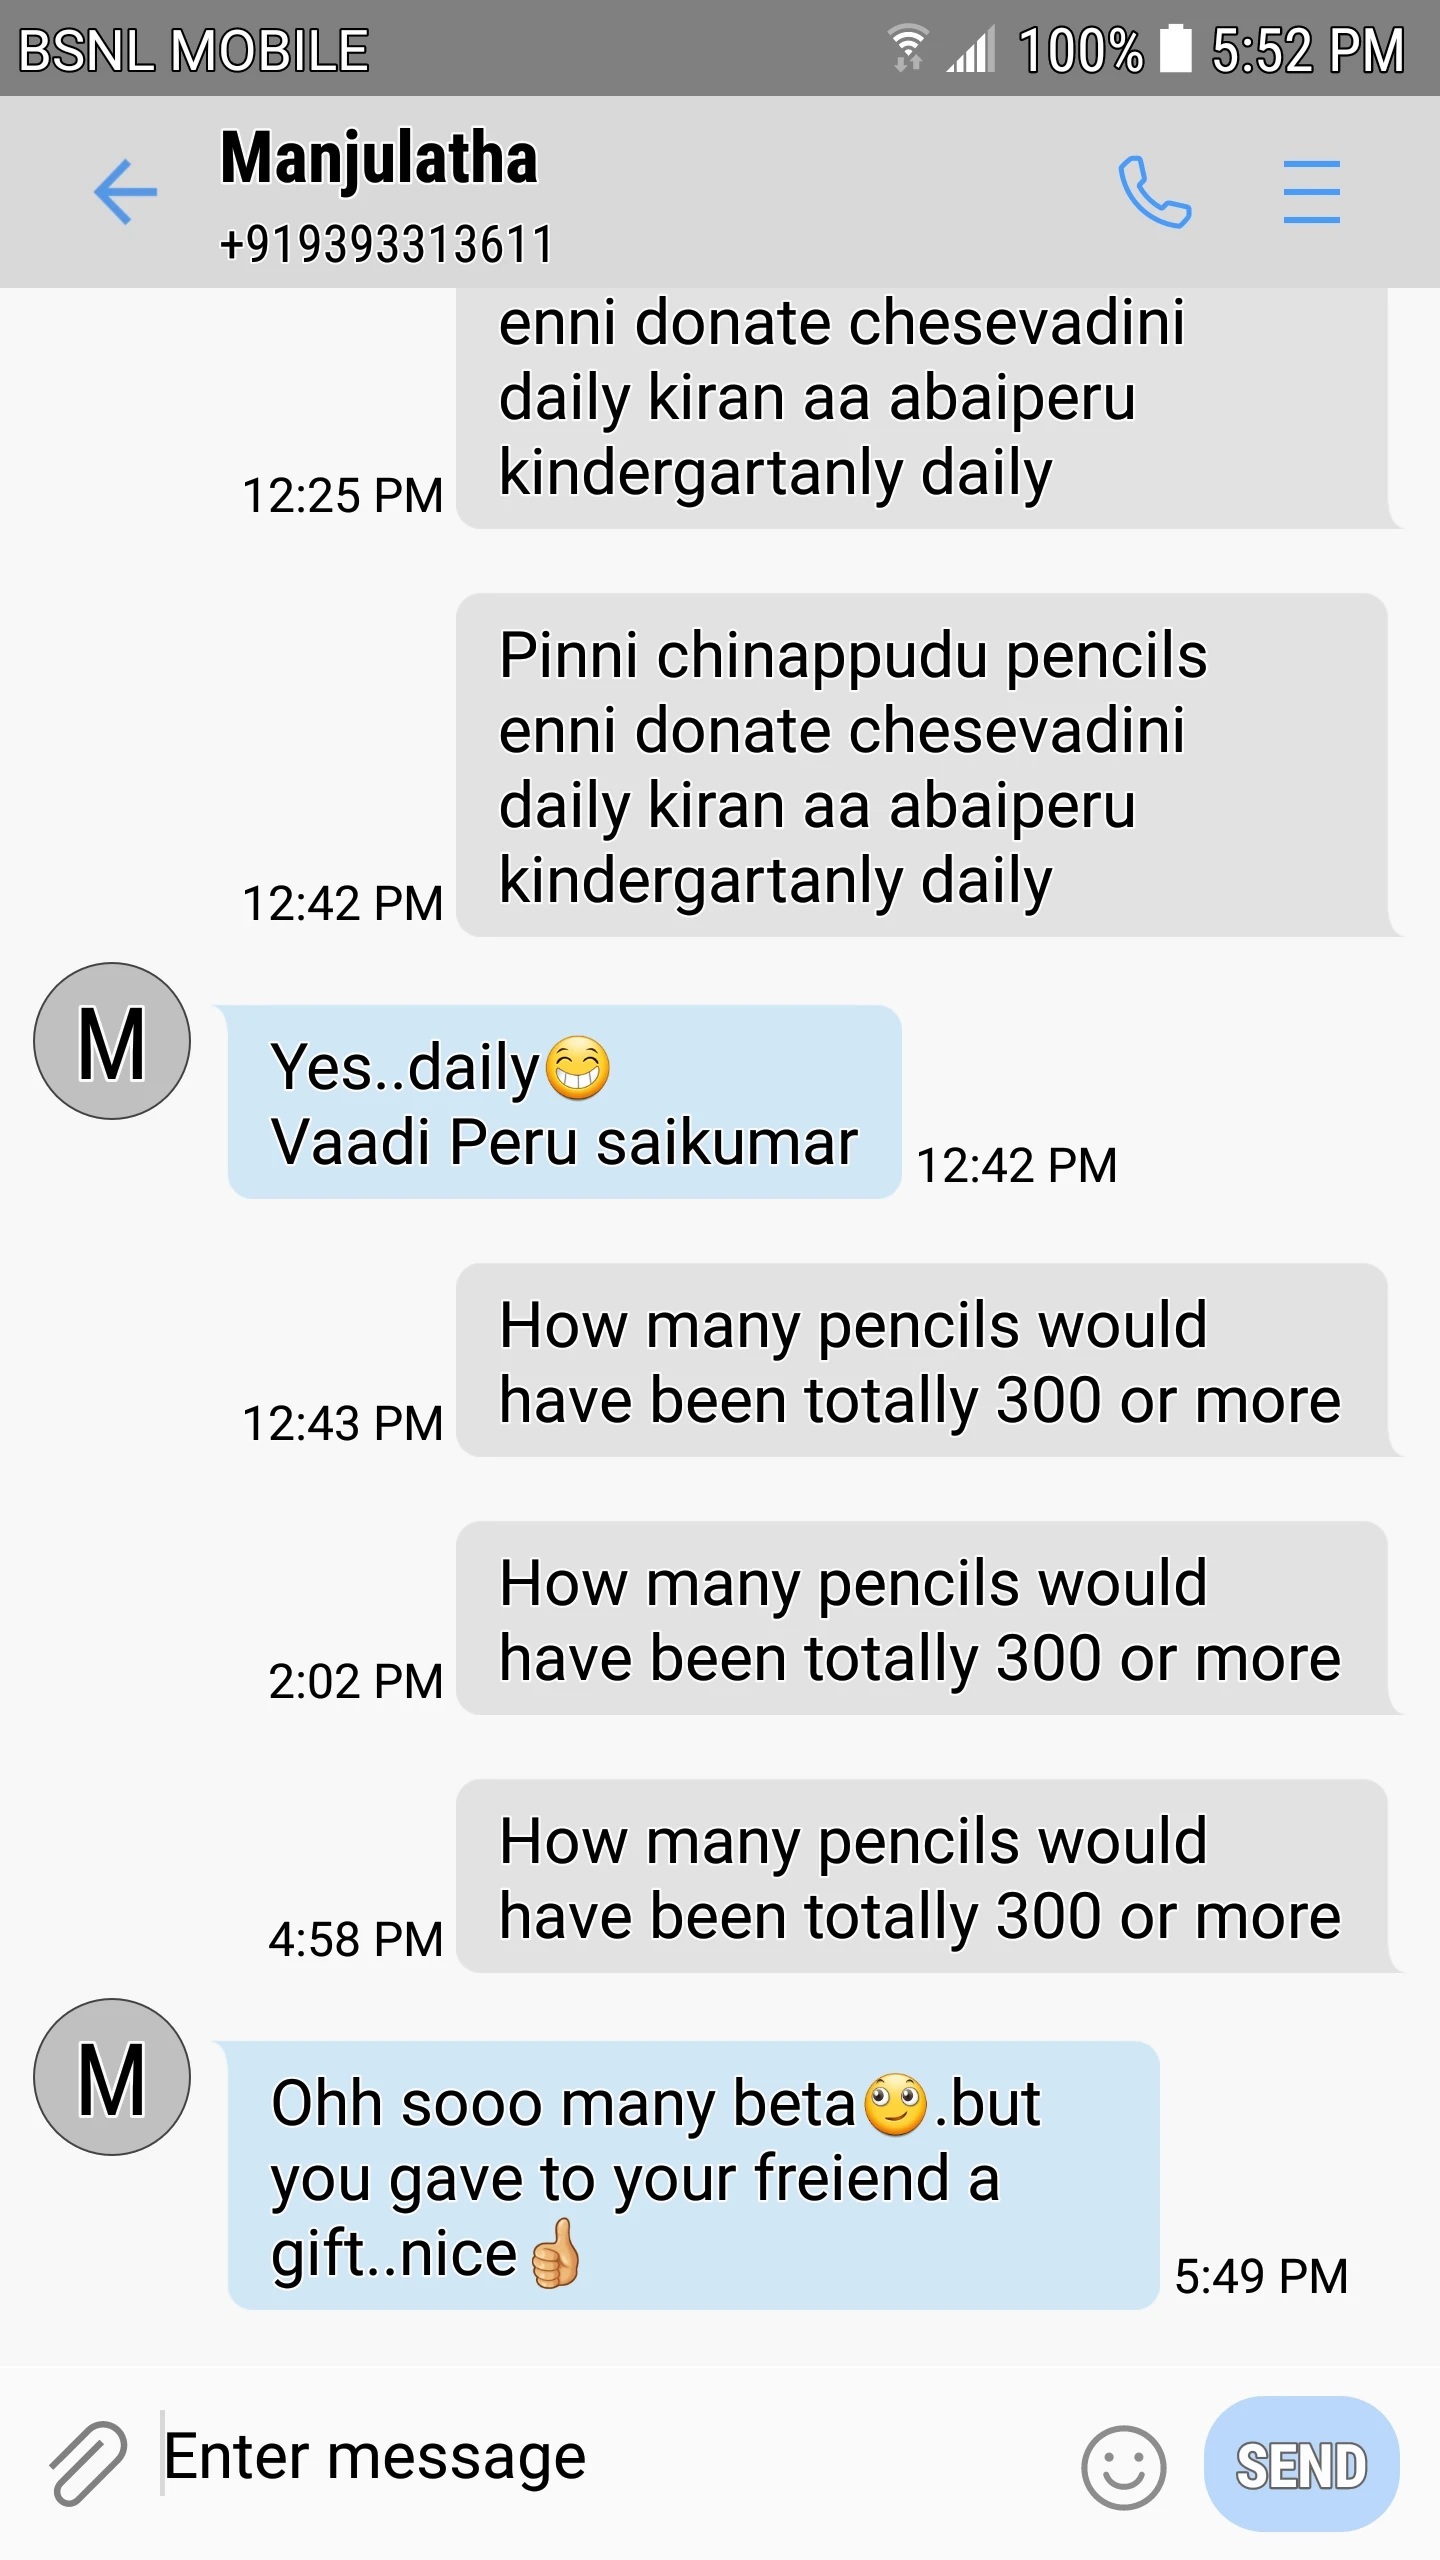 BSNL MOBILE 100% 5:52 PM
Manjulatha
+919393313611
enni donate chesevadini
daily kiran aa abaiperu
kindergartanly daily
12:25 PM
Pinni chinappudu pencils
enni donate chesevadini
daily kiran aa abaiperu
kindergartanly daily
12:42 PM
M
Yes..daily😁
Vaadi Peru saikumar
12:42 PM
How many pencils would
have been totally 300 or more
12:43 PM
How many pencils would
have been totally 300 or more
2:02 PM
How many pencils would
have been totally 300 or more
4:58 PM
M
Ohh sooo many beta🙄.but
you gave to your freiend a
gift..nice👍
5:49 PM
Enter message
SEND